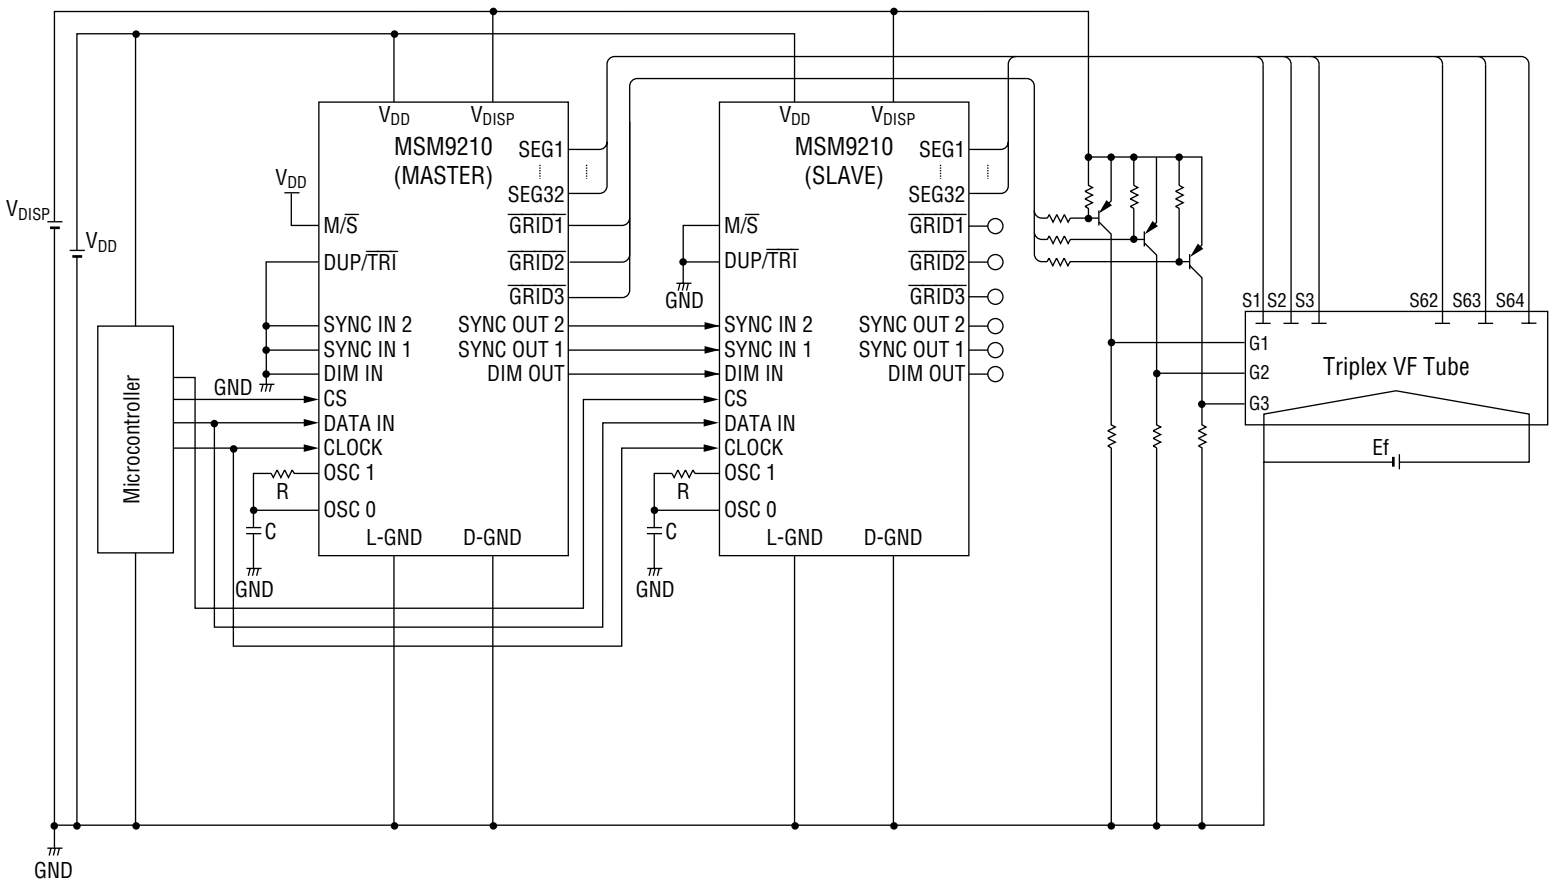 VDISP
VDD
Microcontroller
GND
VDD
VDD
VDISP
MSM9210
(MASTER)
M/S
DUP/TRI
SYNC IN 2
SYNC IN 1
DIM IN
CS
DATA IN
CLOCK
OSC 1
OSC 0
L-GND
D-GND
SEG1
SEG32
GRID1
GRID2
GRID3
SYNC OUT 2
SYNC OUT 1
DIM OUT
GND
R
C
GND
VDD
VDISP
MSM9210
(SLAVE)
M/S
DUP/TRI
SYNC IN 2
SYNC IN 1
DIM IN
CS
DATA IN
CLOCK
OSC 1
OSC 0
L-GND
D-GND
SEG1
SEG32
GRID1
GRID2
GRID3
SYNC OUT 2
SYNC OUT 1
DIM OUT
GND
R
C
GND
S1 S2 S3 S62 S63 S64
G1
G2
G3
Triplex VF Tube
Ef